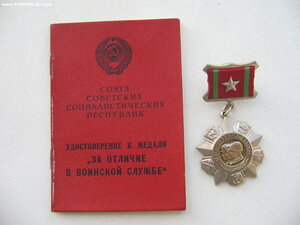 СОЮЗ
СОВЕТСКИХ
СОЦИАЛИСТИЧЕСКИХ
РЕСПУБЛИК
УДОСТОВЕРЕНИЕ К МЕДАЛИ
„ЗА ОТЛИЧИЕ
В ВОИНСКОЙ СЛУЖБЕ“